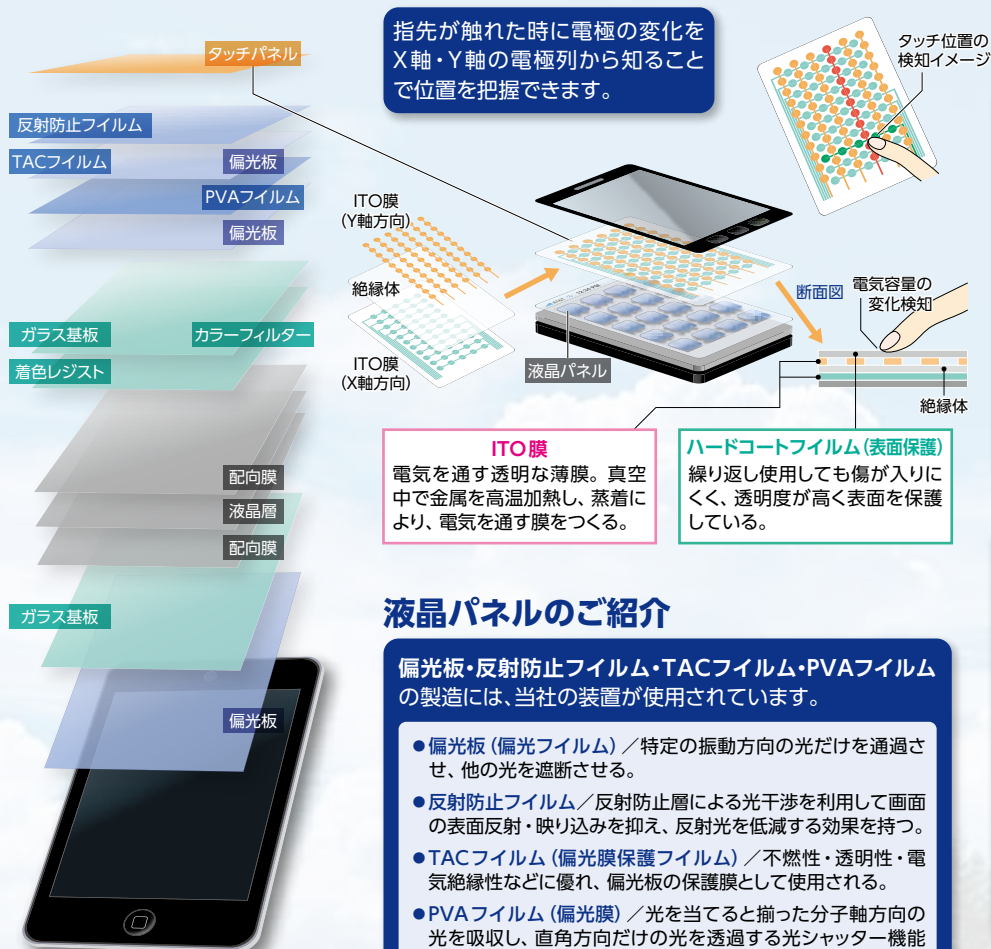 タッチパネル
反射防止フイルム
TACフイルム
偏光板
PVAフイルム
偏光板
ガラス基板
カラーフィルター
着色レジスト
配向膜
液晶層
配向膜
ガラス基板
偏光板
指先が触れた時に電極の変化を
X軸・Y軸の電極列から知ること
で位置を把握できます。
タッチ位置の
検知イメージ
ITO膜
(Y軸方向)
絶縁体
ITO膜
(X軸方向)
液晶パネル
断面図
電気容量の
変化検知
絶縁体
ITO膜
電気を通す透明な薄膜。真空
中で金属を高温加熱し、蒸着に
より、電気を通す膜をつくる。
ハードコートフイルム(表面保護)
繰り返し使用しても傷が入りに
くく、透明度が高く表面を保護
している。
液晶パネルのご紹介
偏光板・反射防止フイルム・TACフイルム・PVAフイルム
の製造には、当社の装置が使用されています。
●偏光板(偏光フイルム)／特定の振動方向の光だけを通過さ
せ、他の光を遮断させる。
●反射防止フイルム／反射防止層による光干渉を利用して画面
の表面反射・映り込みを抑え、反射光を低減する効果を持つ。
●TACフイルム(偏光膜保護フイルム)／不燃性・透明性・電
気絶縁性などに優れ、偏光板の保護膜として使用される。
●PVAフイルム(偏光膜)／光を当てると揃った分子軸方向の
光を吸収し、直角方向だけの光を透過する光シャッター機能